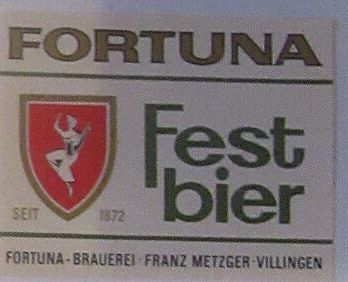 FORTUNA
Fest
bier
SEIT 1872
FORTUNA-BRAUEREI · FRANZ METZGER · VILLINGEN